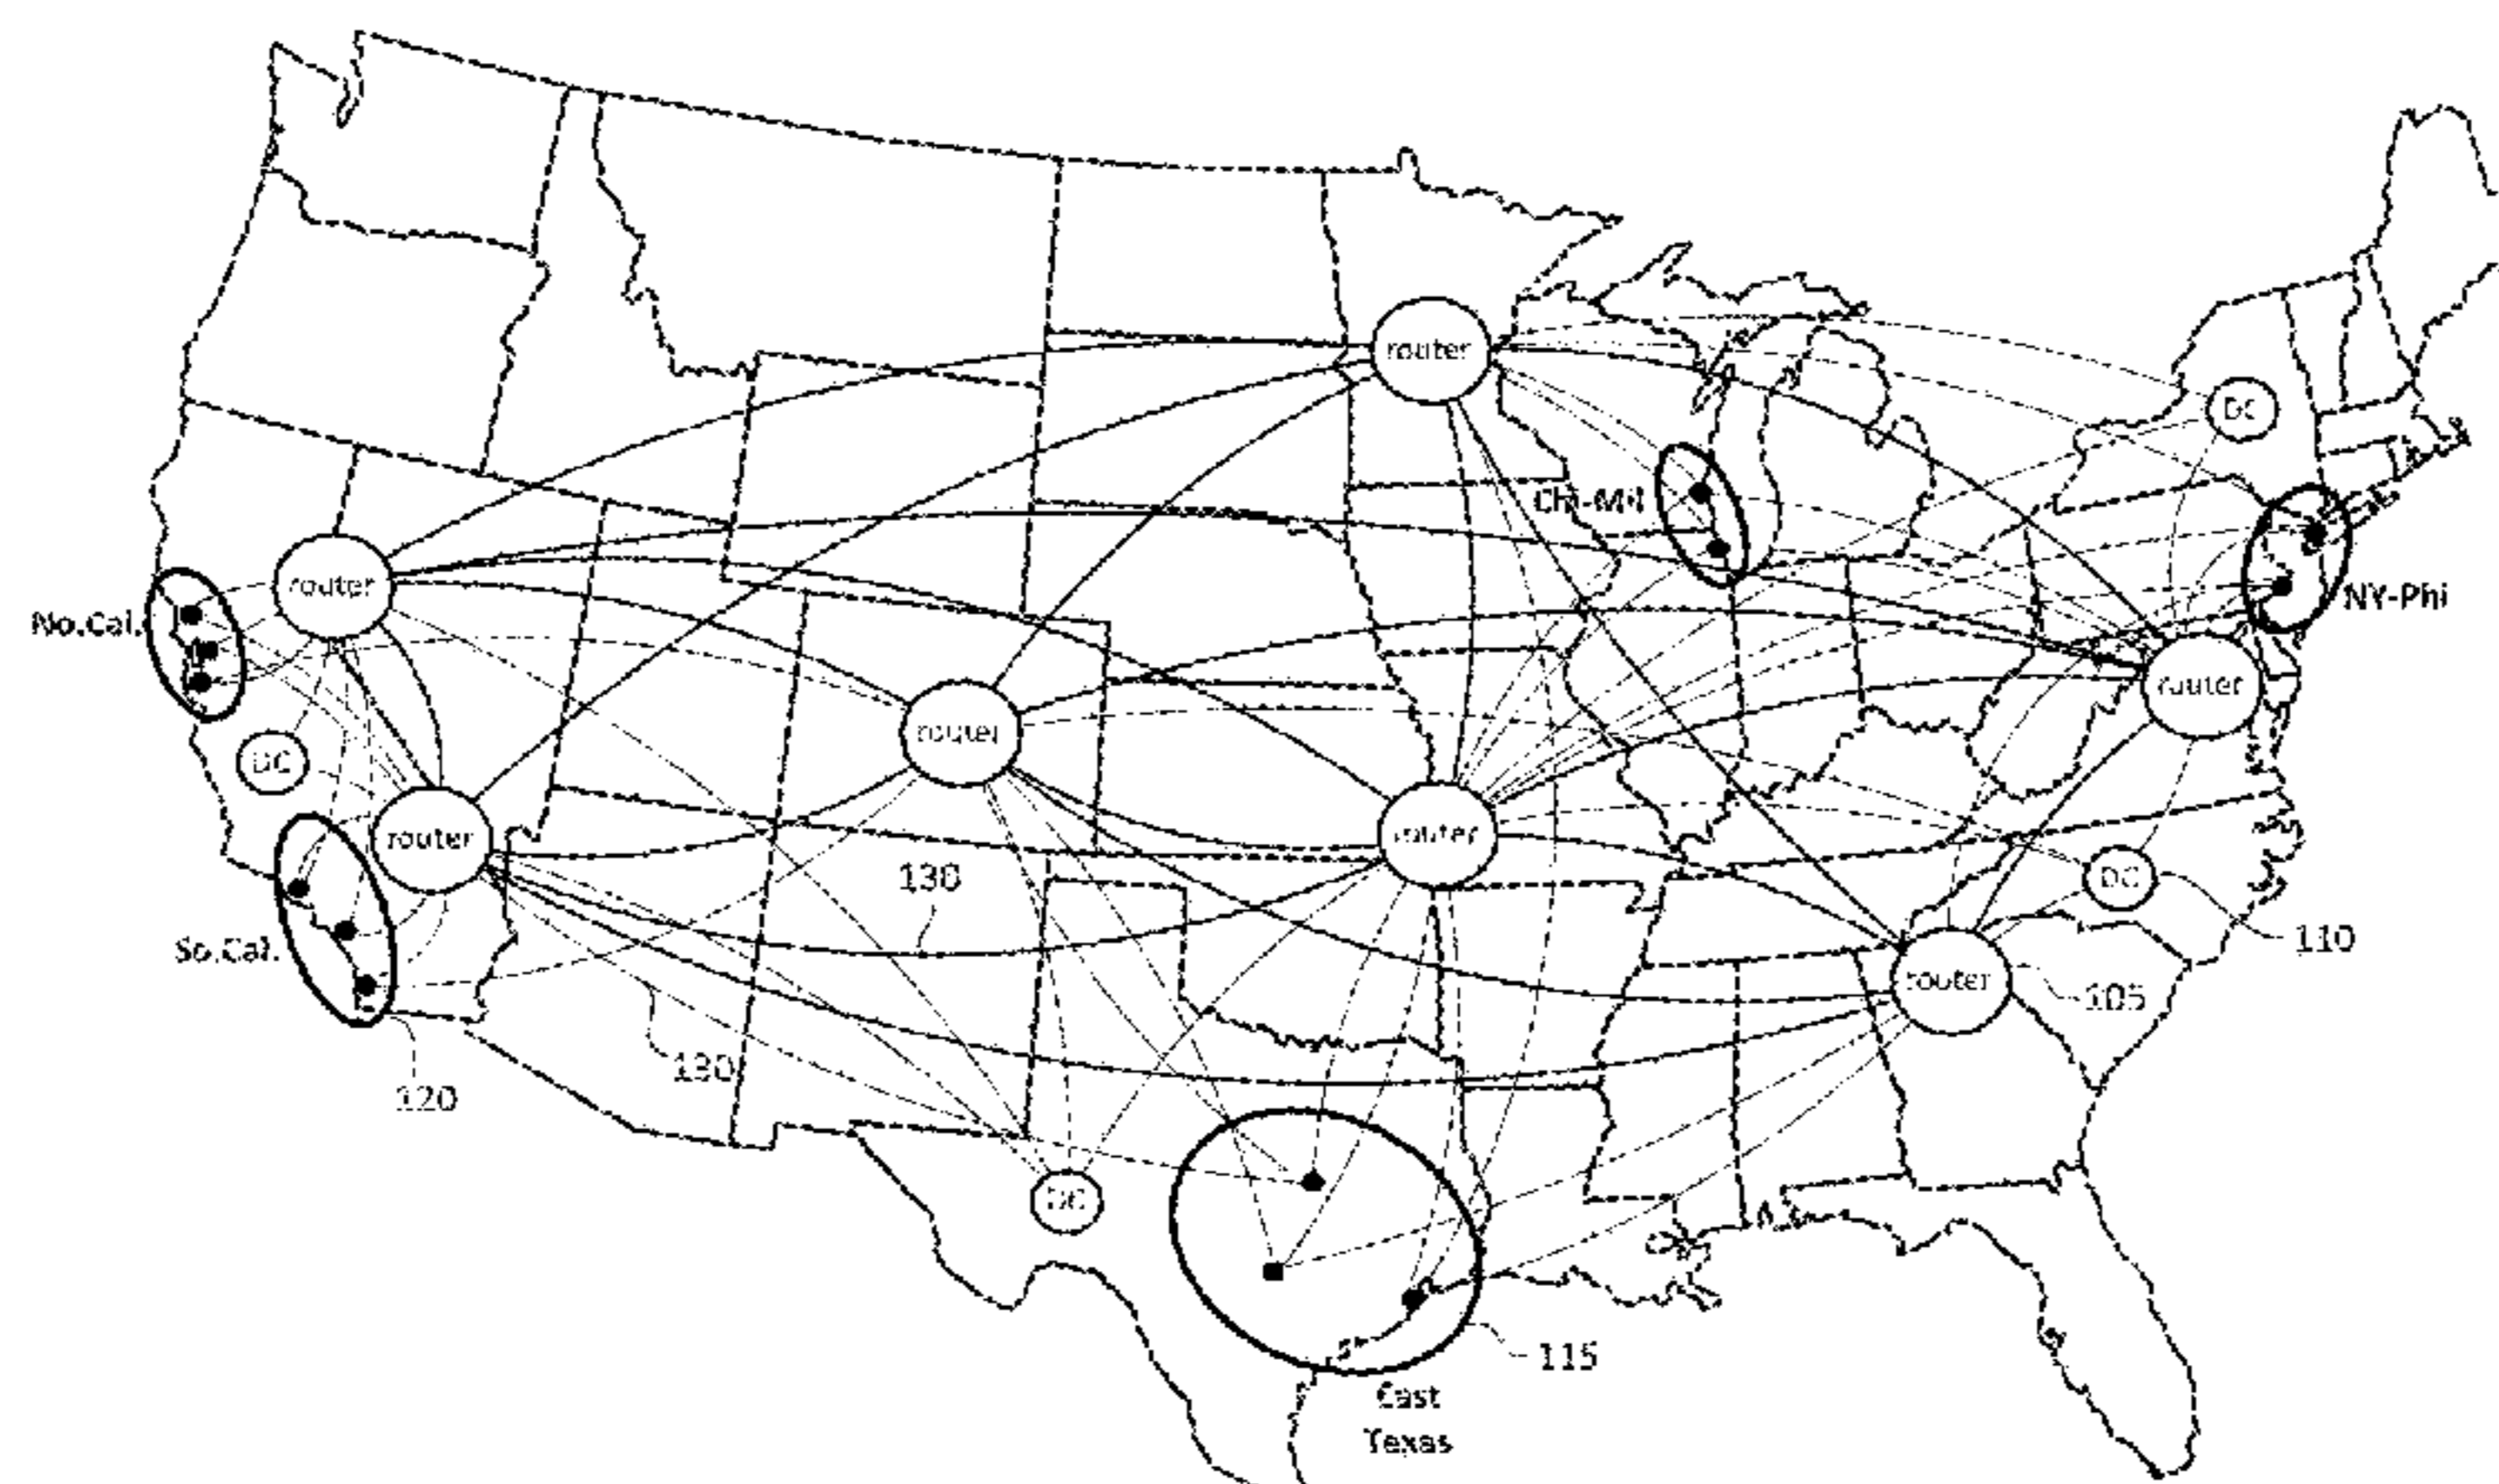 router
DC
Chi-Mil
router
NY-Phi
No.Cal.
router
router
DC
router
router
130
DC
So.Cal.
110
router
105
130
120
DC
115
East
Texas